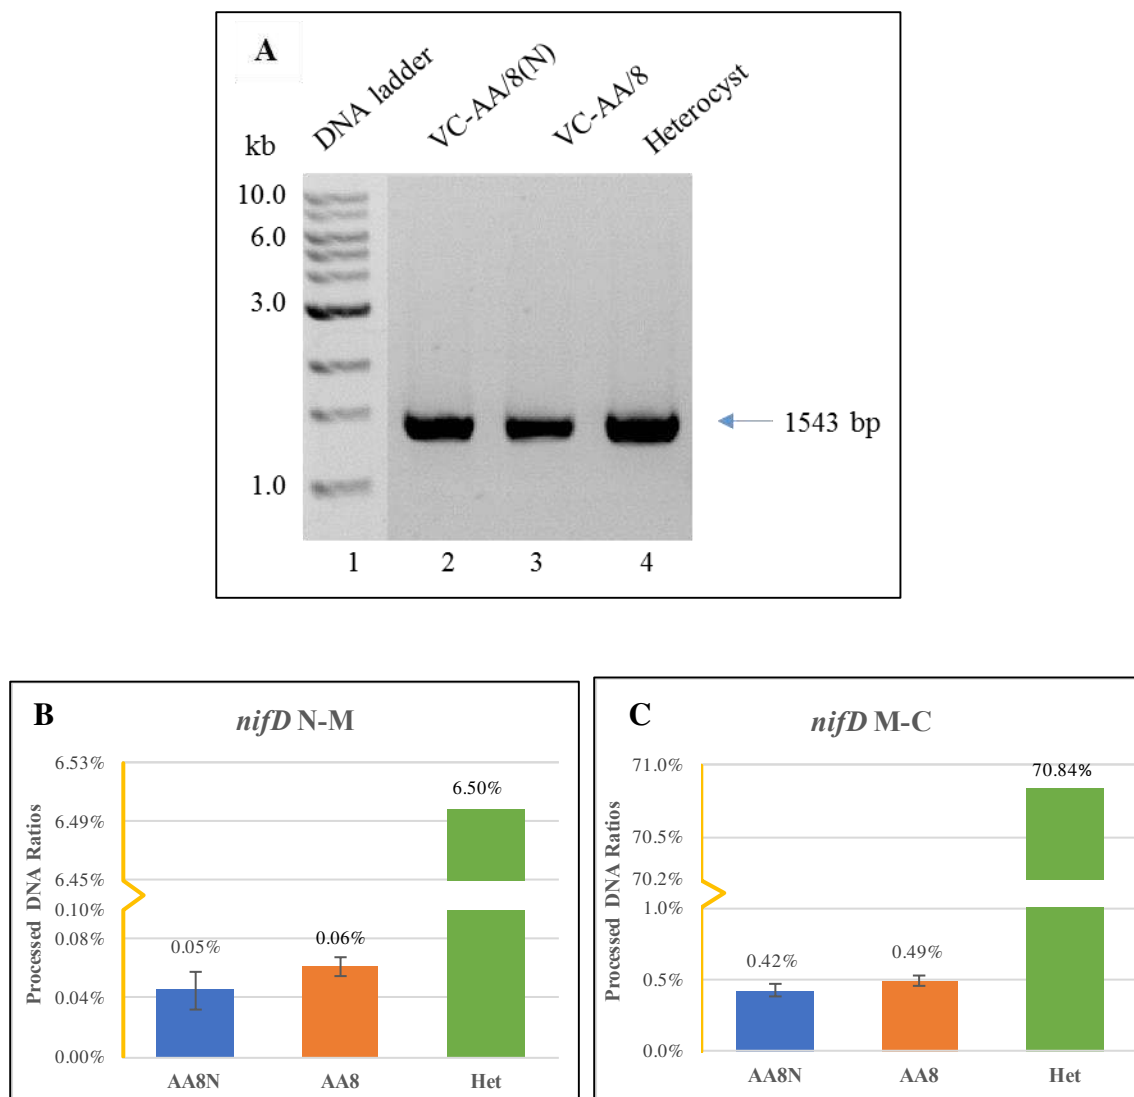 A
DNA ladder
VC-AA/8(N)
VC-AA/8
Heterocyst
kb
10.0
6.0
3.0
1.0
1543 bp
1 2 3 4
B
nifD N-M
Processed DNA Ratios
6.53%
6.49%
6.45%
0.10%
0.08%
0.04%
0.00%
0.05%
0.06%
6.50%
AA8N AA8 Het
C
nifD M-C
Processed DNA Ratios
71.0%
70.5%
70.2%
1.0%
0.5%
0.0%
0.42%
0.49%
70.84%
AA8N AA8 Het